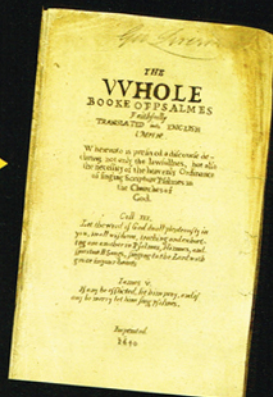 THE
VVHOLE
BOOKE OF PSALMES
Faithfully
TRANSLATED into ENGLISH
Metre.
Whereunto is prefixed a discourse de-
claring not only the lawfullnes, but also
the necessity of the heavenly Ordinance
of singing Scripture Psalmes in
the Churches of
God.
Coll. III.
Let the word of God dwell plenteously in
you, in all wisdome, teaching and exhort-
ing one another in Psalmes, Himnes, and
spirituall Songs, singing to the Lord with
grace in your hearts.
Iames V.
If any be afflicted, let him pray, and if
any be merry let him sing psalmes.
Imprinted
1640